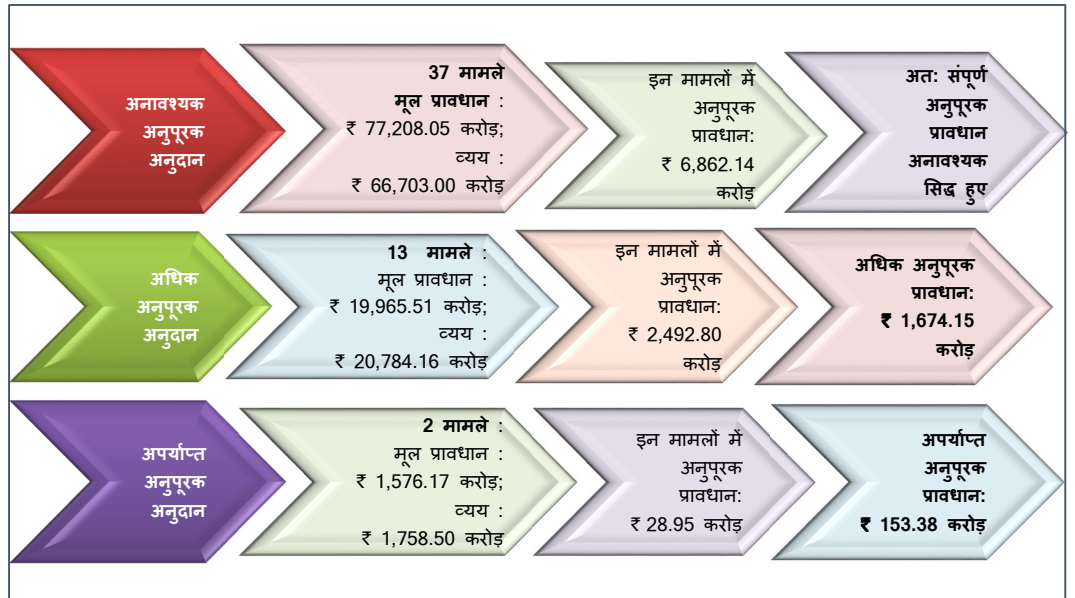 अनावश्यक
अनुपूरक
अनुदान
37 मामले
मूल प्रावधान :
₹ 77,208.05 करोड़;
व्यय :
₹ 66,703.00 करोड़
इन मामलों में
अनुपूरक
प्रावधान:
₹ 6,862.14
करोड़
अत: संपूर्ण
अनुपूरक
प्रावधान
अनावश्यक
सिद्ध हुए
अधिक
अनुपूरक
अनुदान
13 मामले :
मूल प्रावधान :
₹ 19,965.51 करोड़;
व्यय :
₹ 20,784.16 करोड़
इन मामलों में
अनुपूरक
प्रावधान:
₹ 2,492.80
करोड़
अधिक अनुपूरक
प्रावधान:
₹ 1,674.15
करोड़
अपर्याप्त
अनुपूरक
अनुदान
2 मामले :
मूल प्रावधान :
₹ 1,576.17 करोड़;
व्यय :
₹ 1,758.50 करोड़
इन मामलों में
अनुपूरक
प्रावधान:
₹ 28.95 करोड़
अपर्याप्त
अनुपूरक
प्रावधान:
₹ 153.38 करोड़